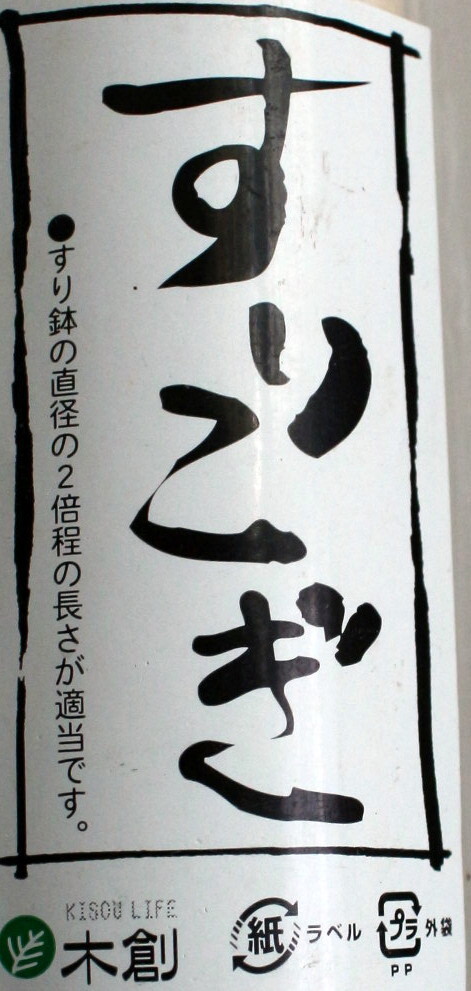 すりこぎ
●すり鉢の直径の2倍程の長さが適当です。
KISOU LIFE
木創
紙 ラベル
プラ 外袋
PP